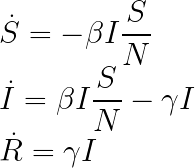 Ṡ = −βI S/N
İ = βI S/N − γI
Ṙ = γI